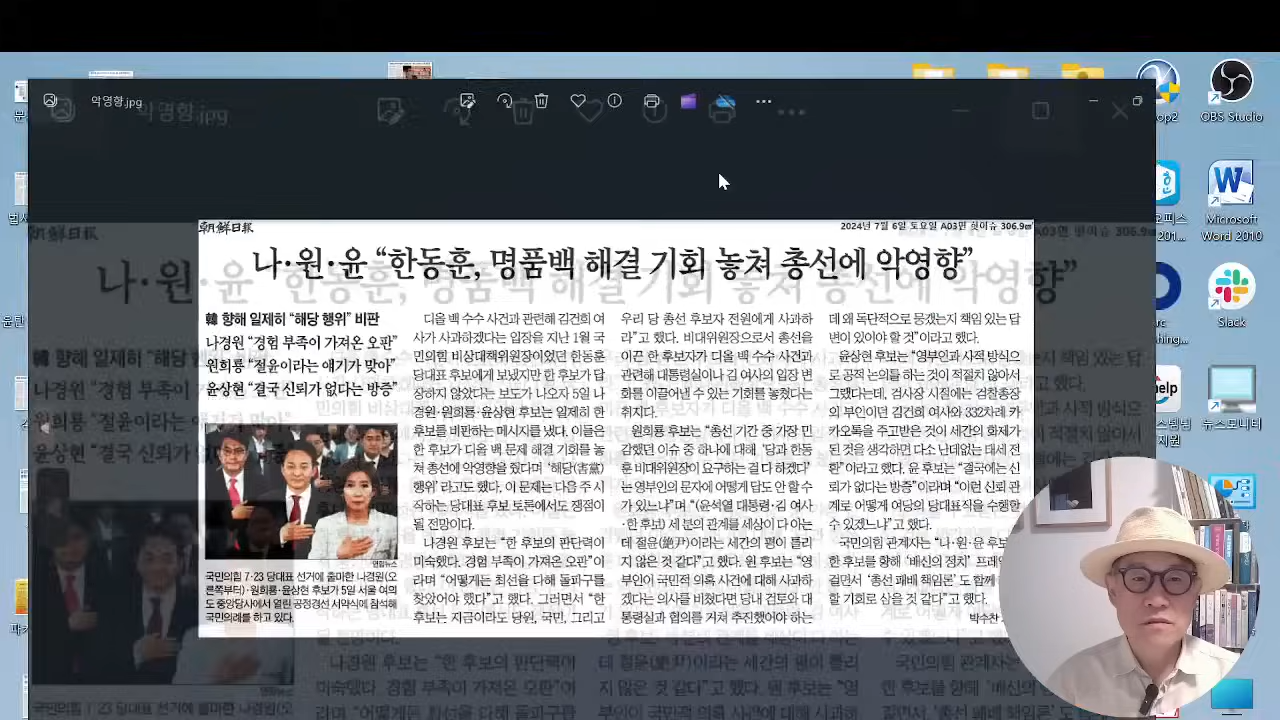 악영향.jpg
OBS Studio
Microsoft
Word 2010
Slack
朝鮮日報
2024년 7월 6일 토요일 A03면 핫이슈 306.9㎠
나·원·윤 “한동훈, 명품백 해결 기회 놓쳐 총선에 악영향”
韓 향해 일제히 “해당 행위” 비판
나경원 “경험 부족이 가져온 오판”
원희룡 “절윤이라는 얘기가 맞아”
윤상현 “결국 신뢰가 없다는 방증”
연합뉴스
국민의힘 7·23 당대표 선거에 출마한 나경원(오
른쪽부터)·원희룡·윤상현 후보가 5일 서울 여의
도 중앙당사에서 열린 공정경선 서약식에 참석해
국민의례를 하고 있다.
디올 백 수수 사건과 관련해 김건희 여
사가 사과하겠다는 입장을 지난 1월 국
민의힘 비상대책위원장이었던 한동훈
당대표 후보에게 보냈지만 한 후보가 답
하지 않았다는 보도가 나오자 5일 나
경원·원희룡·윤상현 후보는 일제히 한
후보를 비판하는 메시지를 냈다. 이들은
한 후보가 디올 백 문제 해결 기회를 놓
쳐 총선에 악영향을 줬다며 ‘해당(害黨)
행위’라고도 했다. 이 문제는 다음 주 시
작하는 당대표 후보 토론에서도 쟁점이
될 전망이다.
나경원 후보는 “한 후보의 판단력이
미숙했다. 경험 부족이 가져온 오판”이
라며 “어떻게든 최선을 다해 돌파구를
찾았어야 했다”고 했다. 그러면서 “한
후보는 지금이라도 당원, 국민, 그리고
우리 당 총선 후보자 전원에게 사과하
라”고 했다. 비대위원장으로서 총선을
이끈 한 후보자가 디올 백 수수 사건과
관련해 대통령실이나 김 여사의 입장 변
화를 이끌어낼 수 있는 기회를 놓쳤다는
취지다.
원희룡 후보는 “총선 기간 중 가장 민
감했던 이슈 중 하나에 대해 ‘당과 한동
훈 비대위원장이 요구하는 걸 다 하겠다’
는 영부인의 문자에 어떻게 답도 안 할 수
가 있느냐”며 “(윤석열 대통령·김 여사
·한 후보) 세 분의 관계를 세상이 다 아는
데 절윤(絶尹)이라는 세간의 평이 틀리
지 않은 것 같다”고 했다. 원 후보는 “영
부인이 국민적 의혹 사건에 대해 사과하
겠다는 의사를 비쳤다면 당내 검토와 대
통령실과 협의를 거쳐 추진했어야 하는
데 왜 독단적으로 뭉갰는지 책임 있는 답
변이 있어야 할 것”이라고 했다.
윤상현 후보는 “영부인과 사적 방식으
로 공적 논의를 하는 것이 적절치 않아서
그랬다는데, 검사장 시절에는 검찰총장
의 부인이던 김건희 여사와 332차례 카
카오톡을 주고받은 것이 세간의 화제가
된 것을 생각하면 다소 난데없는 태세 전
환”이라고 했다. 윤 후보는 “결국에는 신
뢰가 없다는 방증”이라며 “이런 신뢰 관
계로 어떻게 여당의 당대표직을 수행할
수 있겠느냐”고 했다.
국민의힘 관계자는 “나·원·윤 후보
한 후보를 향해 ‘배신의 정치’ 프레
걸면서 ‘총선 패배 책임론’도 함께
할 기회로 삼을 것 같다”고 했다.
박수찬